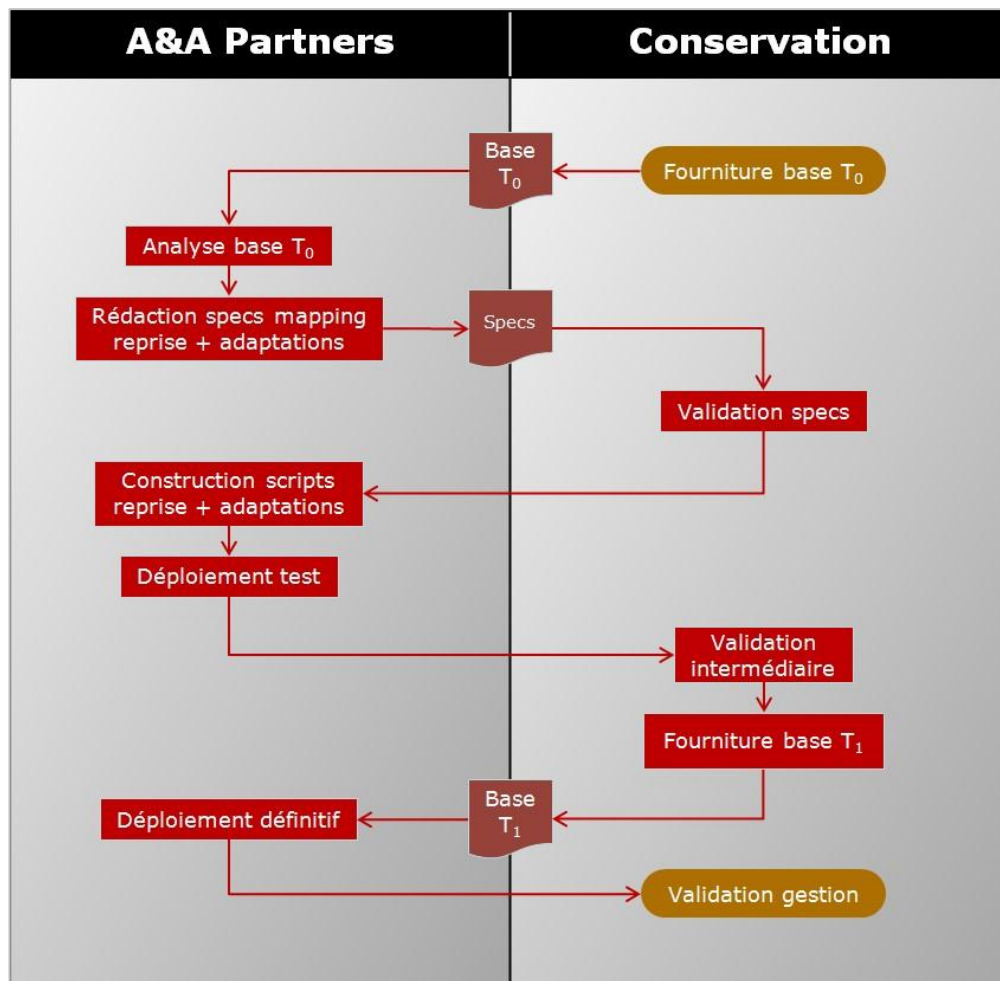 A&A Partners
Conservation
Base
T₀
Fourniture base T₀
Analyse base T₀
Rédaction specs mapping
reprise + adaptations
Specs
Validation specs
Construction scripts
reprise + adaptations
Déploiement test
Validation
intermédiaire
Fourniture base T₁
Base
T₁
Déploiement définitif
Validation gestion